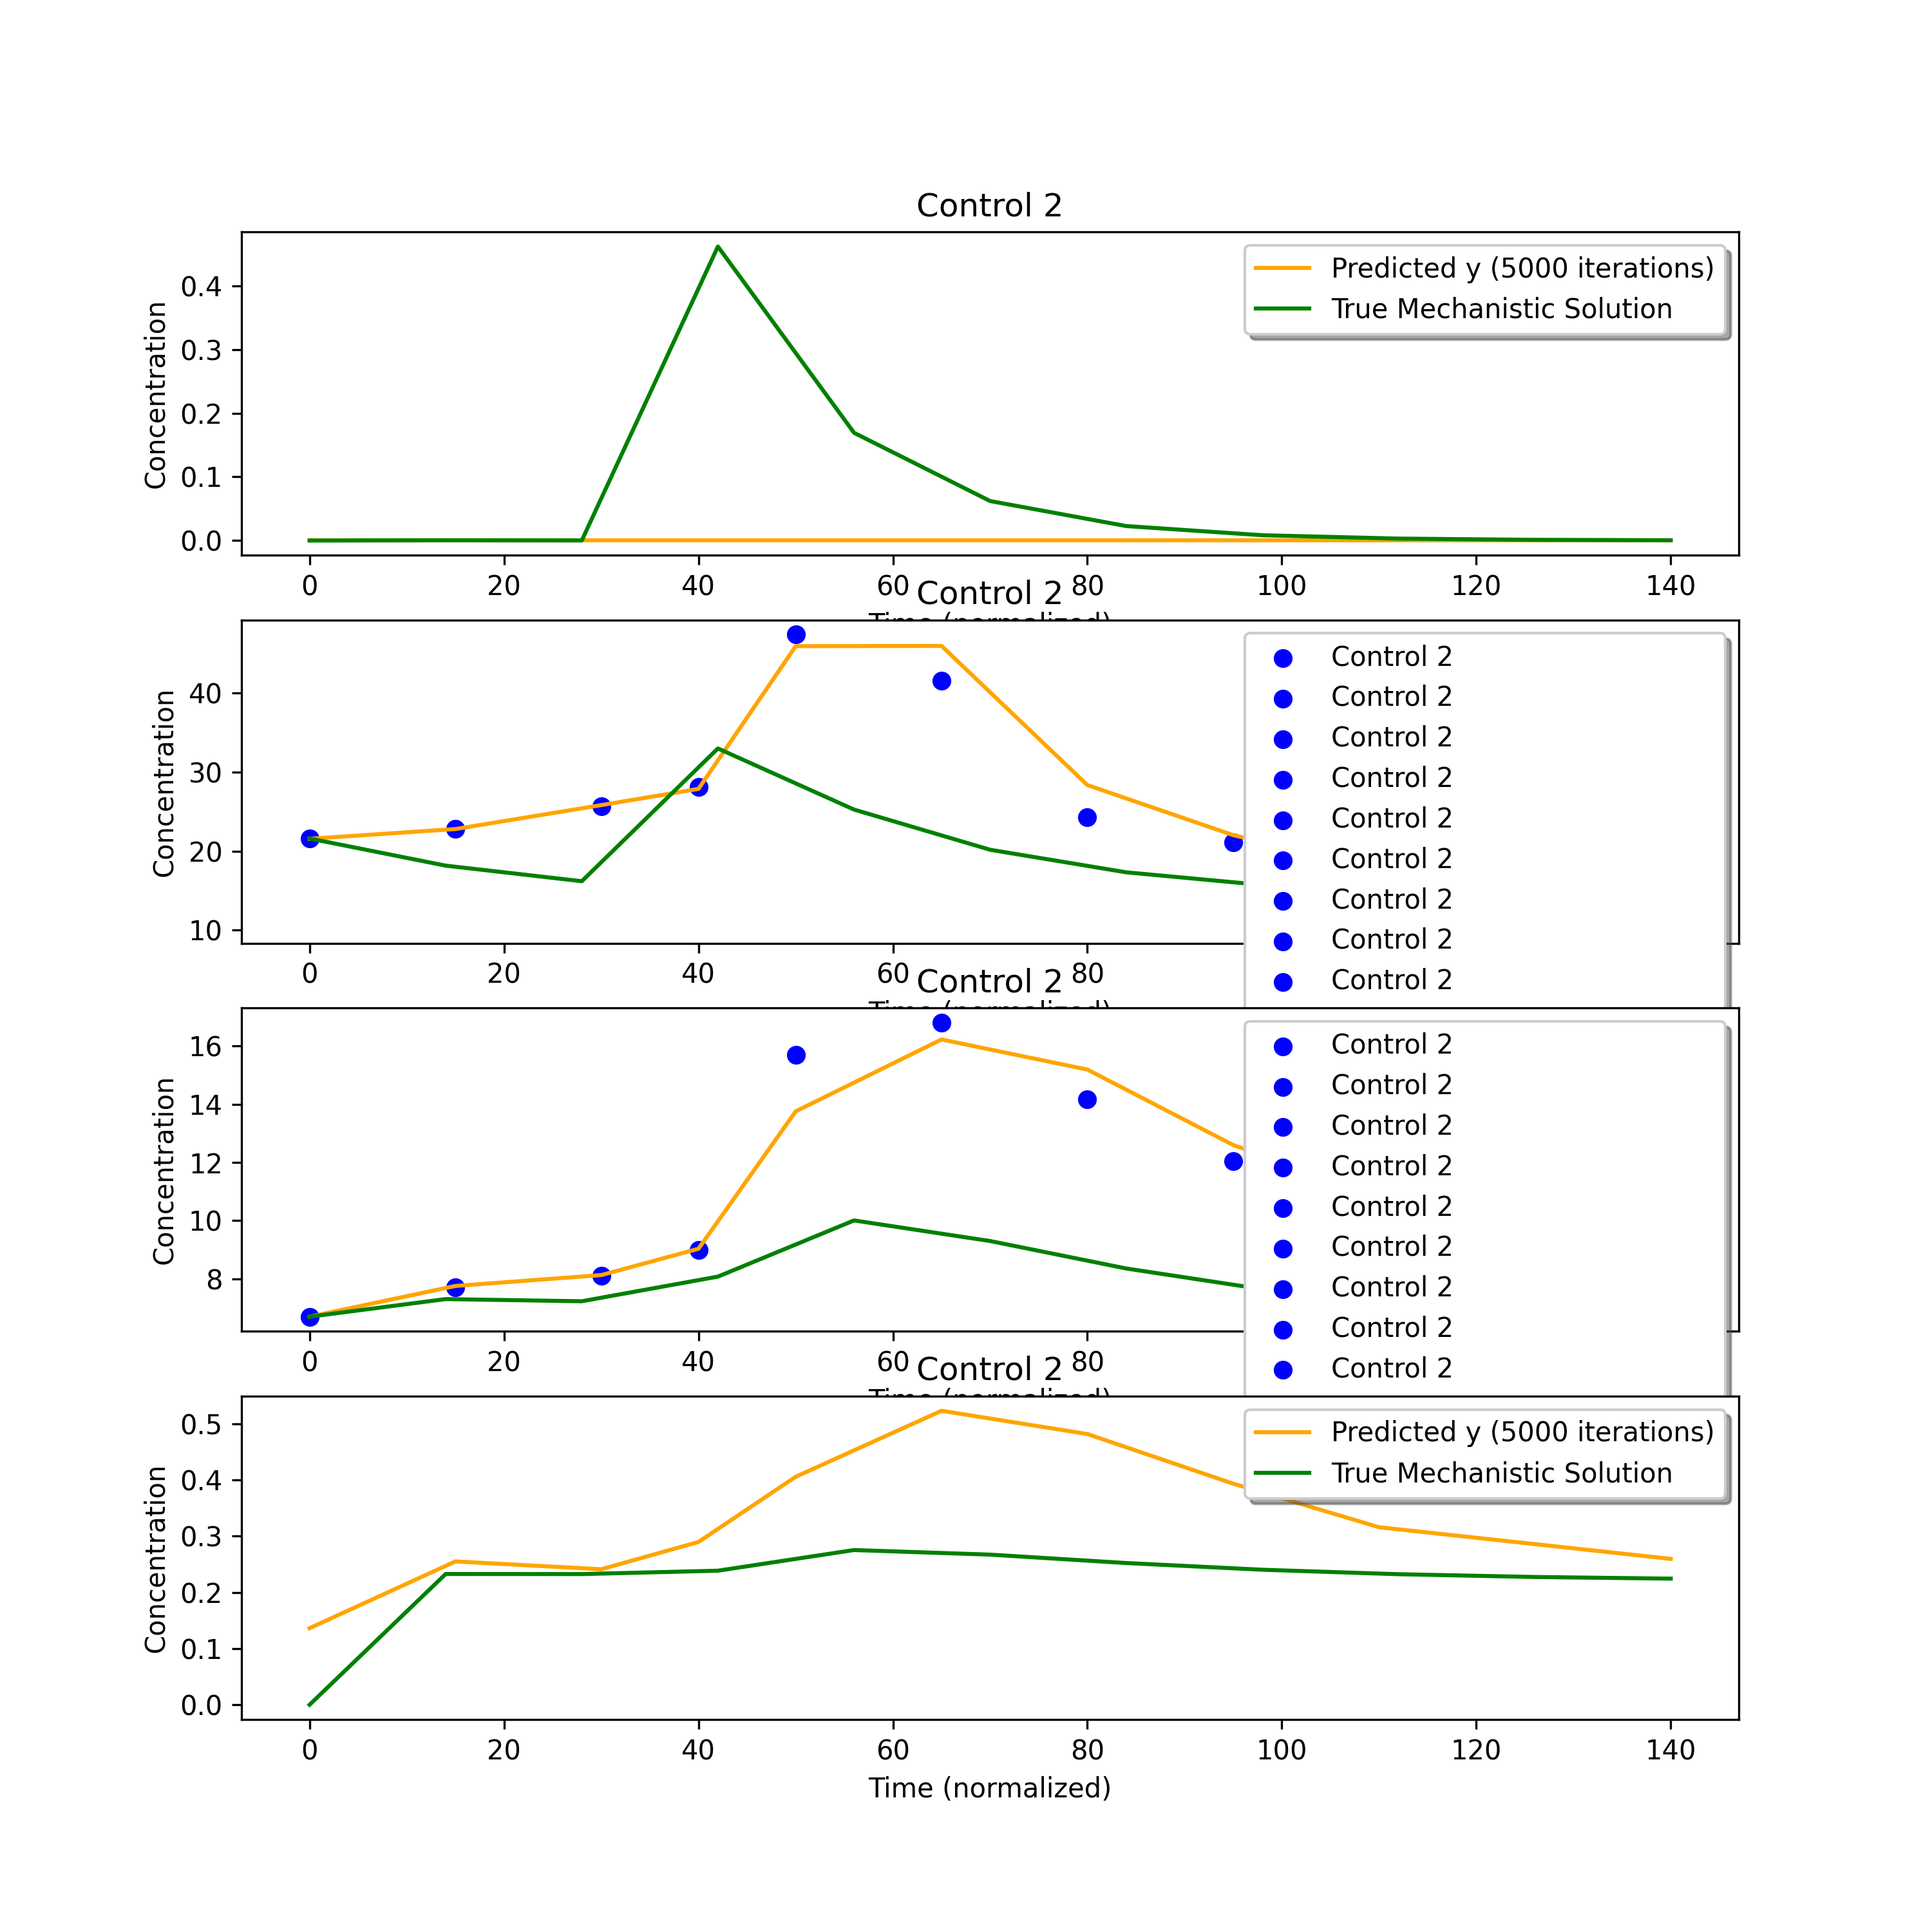 Control 2
Concentration
0.4
0.3
0.2
0.1
0.0
Predicted y (5000 iterations)
True Mechanistic Solution
0 20 40 60 80 100 120 140
Control 2
Concentration
40
30
20
10
Control 2
Control 2
Control 2
Control 2
Control 2
Control 2
Control 2
Control 2
Control 2
0 20 40 60 80
Control 2
Concentration
16
14
12
10
8
Control 2
Control 2
Control 2
Control 2
Control 2
Control 2
Control 2
Control 2
Control 2
0 20 40 60 80
Control 2
Concentration
0.5
0.4
0.3
0.2
0.1
0.0
Predicted y (5000 iterations)
True Mechanistic Solution
0 20 40 60 80 100 120 140
Time (normalized)